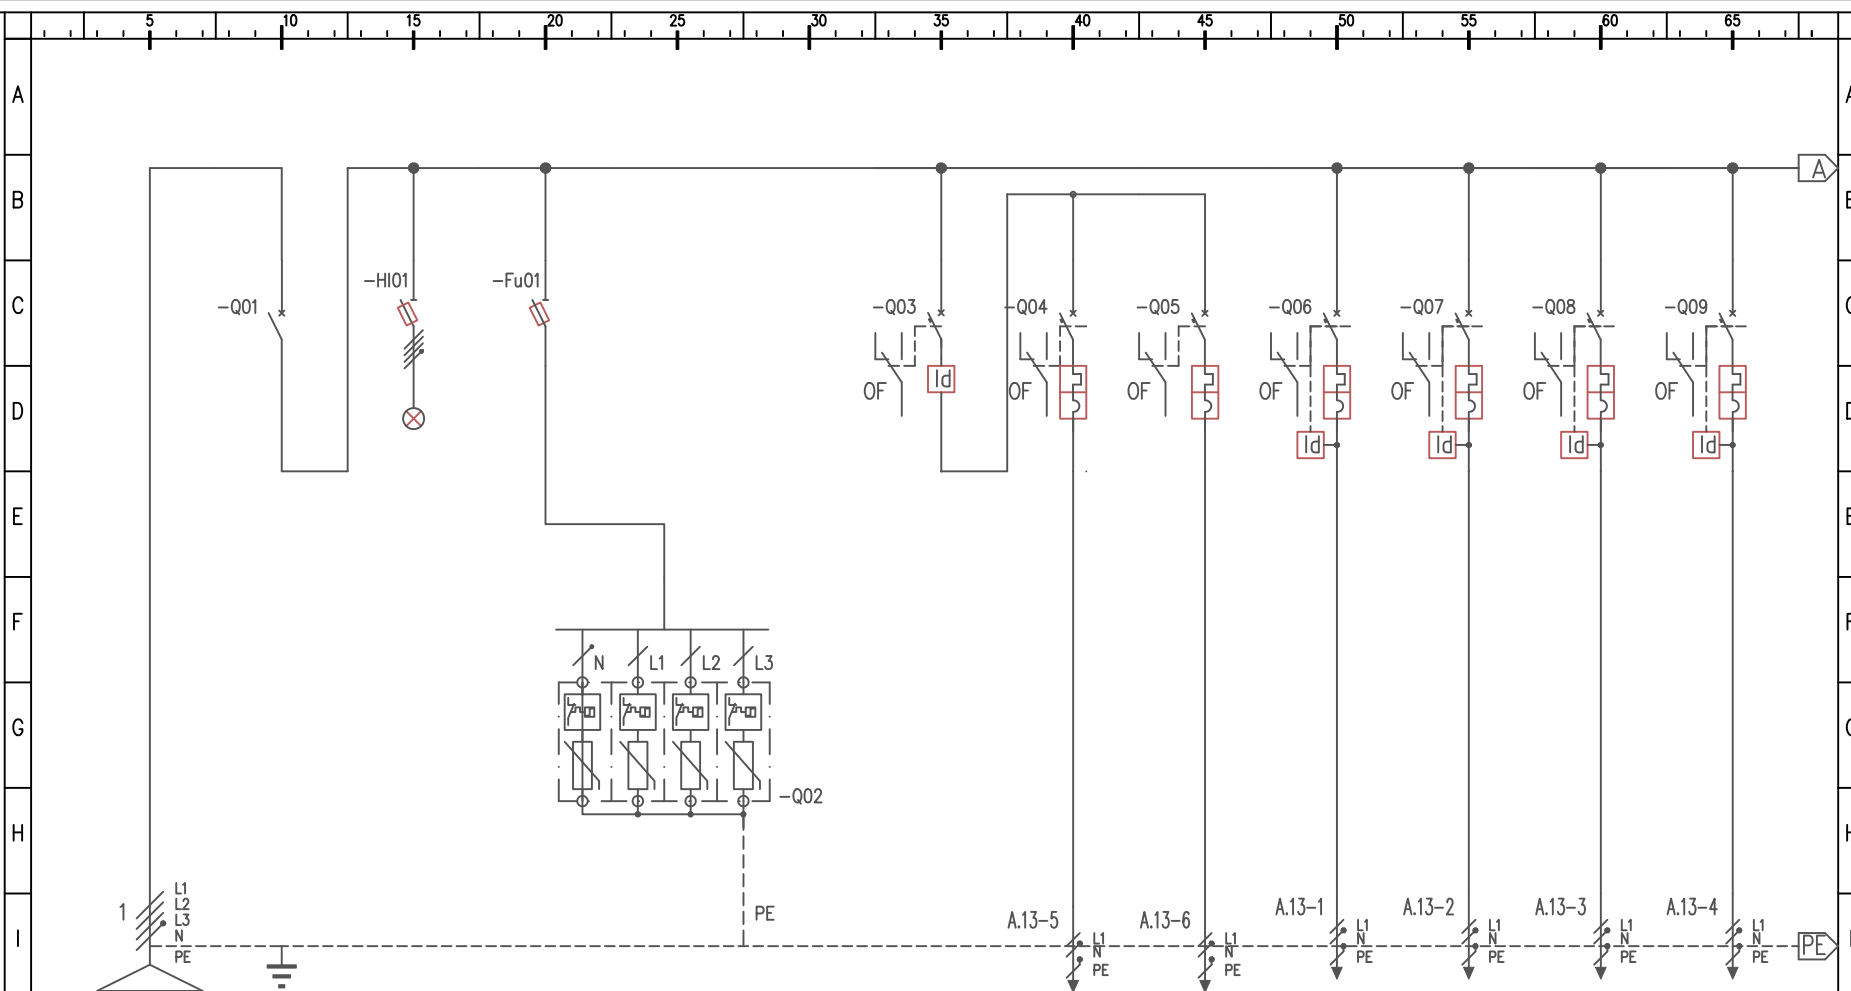 5 10 15 20 25 30 35 40 45 50 55 60 65
A
A
B
C
-Q01 -HI01 -Fu01 -Q03 -Q04 -Q05 -Q06 -Q07 -Q08 -Q09
OF Id OF OF OF OF OF OF
D
Id Id Id Id
E
F
N L1 L2 L3
G
-Q02
H
PE
1
L1
L2
L3
N
PE
A.13-5 A.13-6 A.13-1 A.13-2 A.13-3 A.13-4
L1 L1 L1 L1 L1 L1
N N N N N N
PE PE PE PE PE PE
I
PE